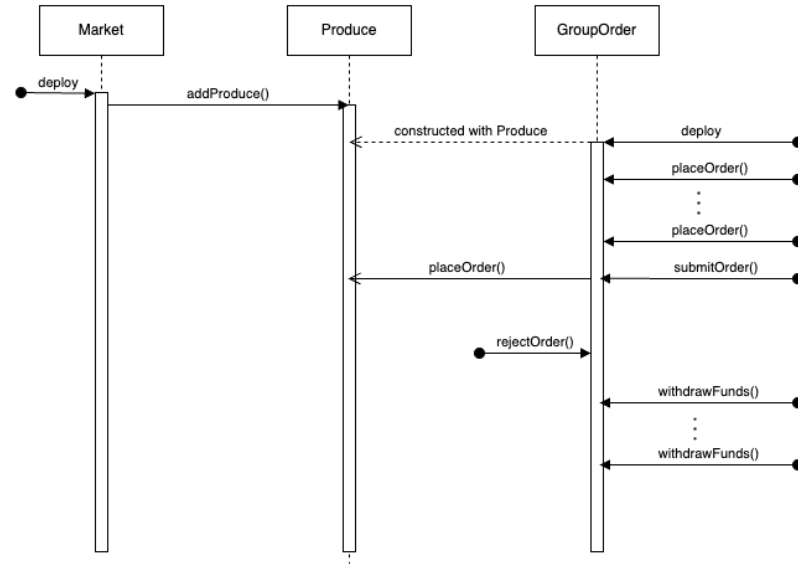 Market
Produce
GroupOrder
deploy
addProduce()
constructed with Produce
deploy
placeOrder()
placeOrder()
placeOrder()
submitOrder()
rejectOrder()
withdrawFunds()
withdrawFunds()